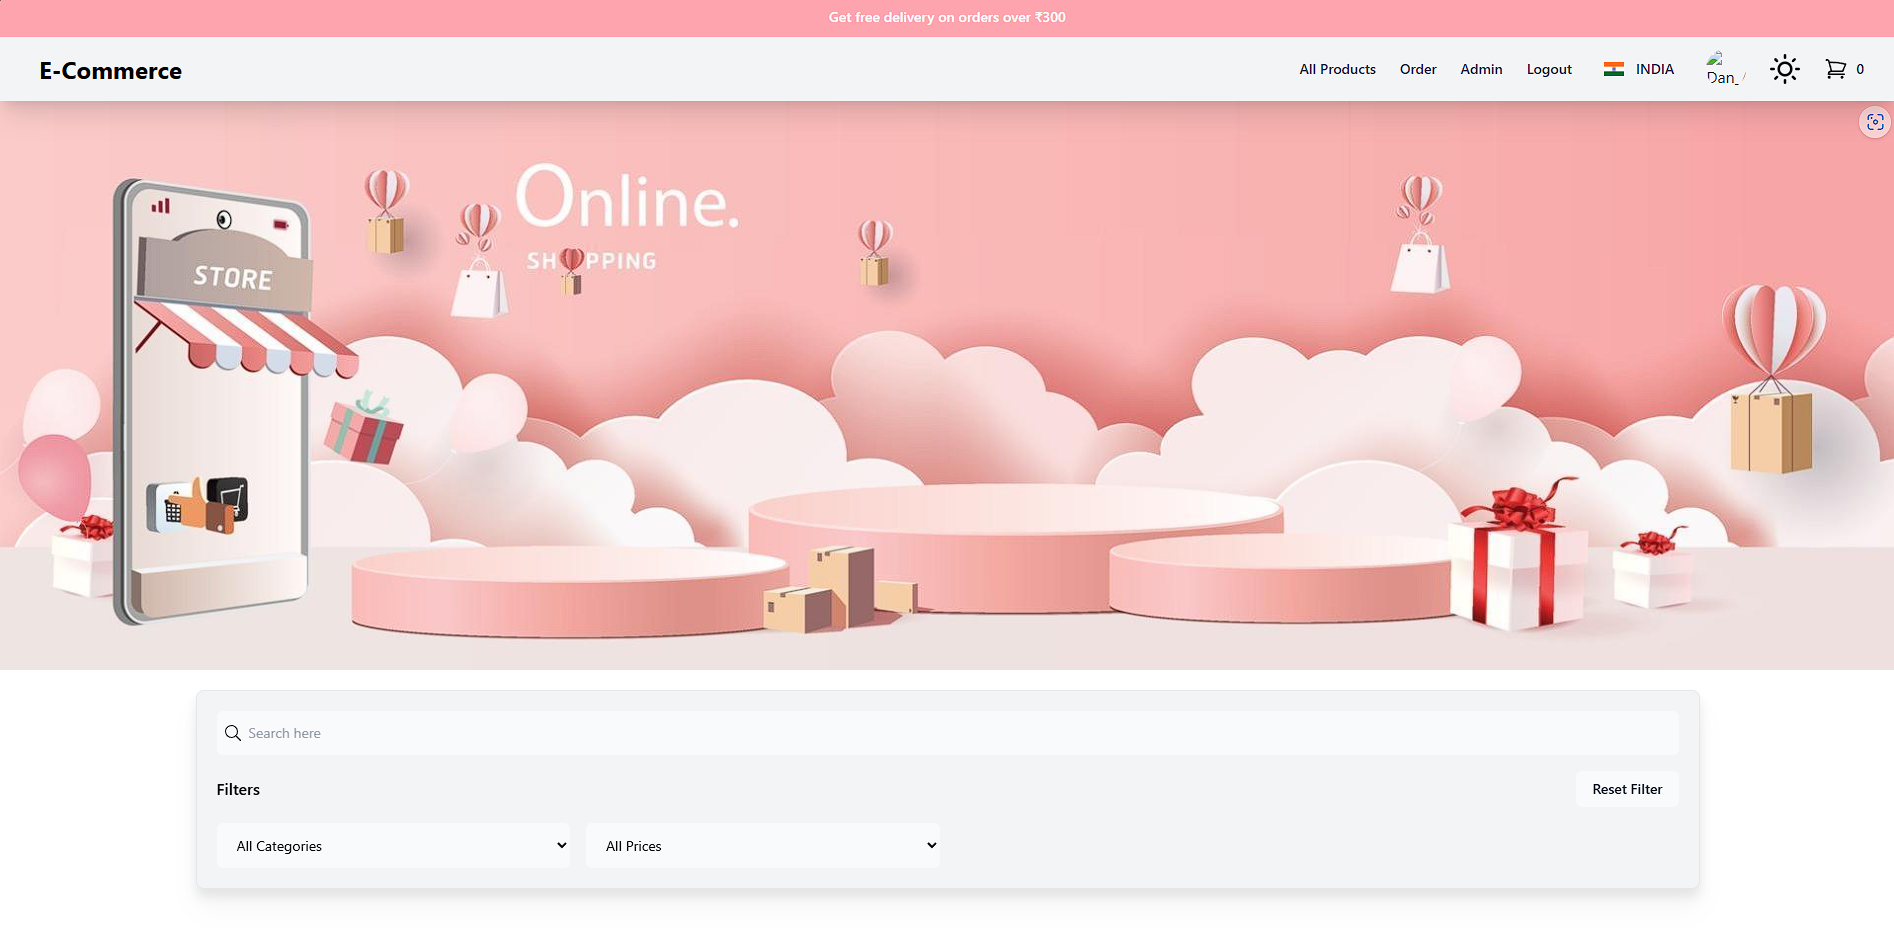 Get free delivery on orders over ₹300
E-Commerce
All Products
Order
Admin
Logout
INDIA
Dan_
0
Online.
SHOPPING
STORE
Search here
Filters
Reset Filter
All Categories
All Prices